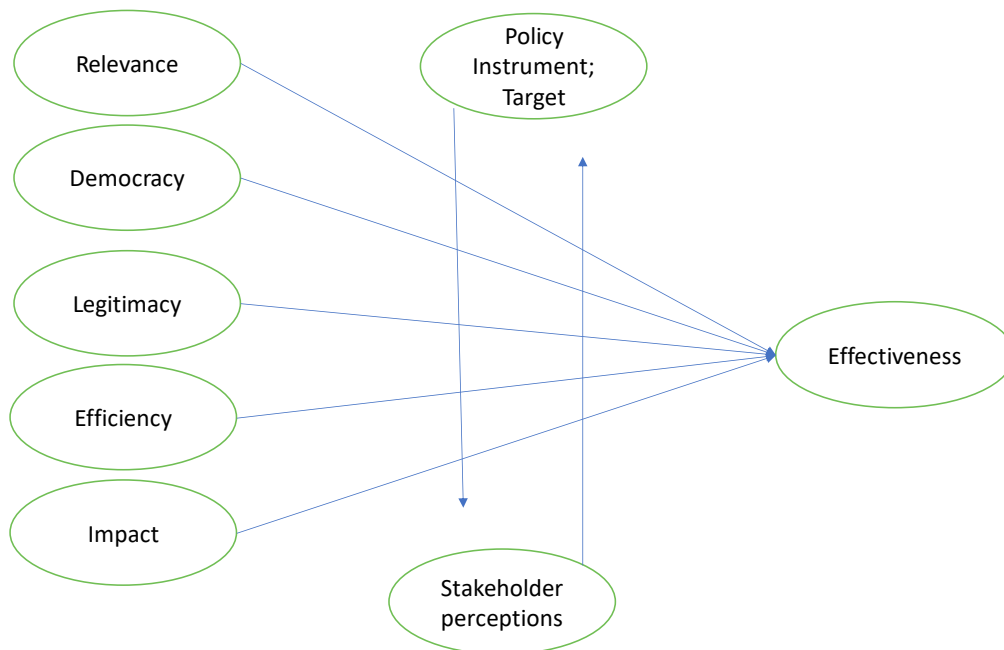 Relevance
Policy
Instrument;
Target
Democracy
Legitimacy
Effectiveness
Efficiency
Impact
Stakeholder
perceptions